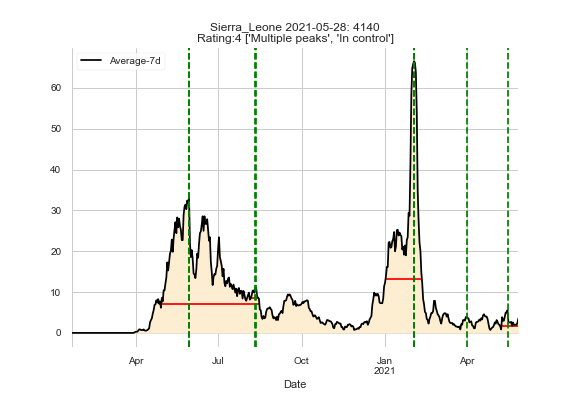 Sierra_Leone 2021-05-28: 4140
Rating:4 ['Multiple peaks', 'In control']
Average-7d
60
50
40
30
20
10
0
Apr
Jul
Oct
Jan
2021
Apr
Date